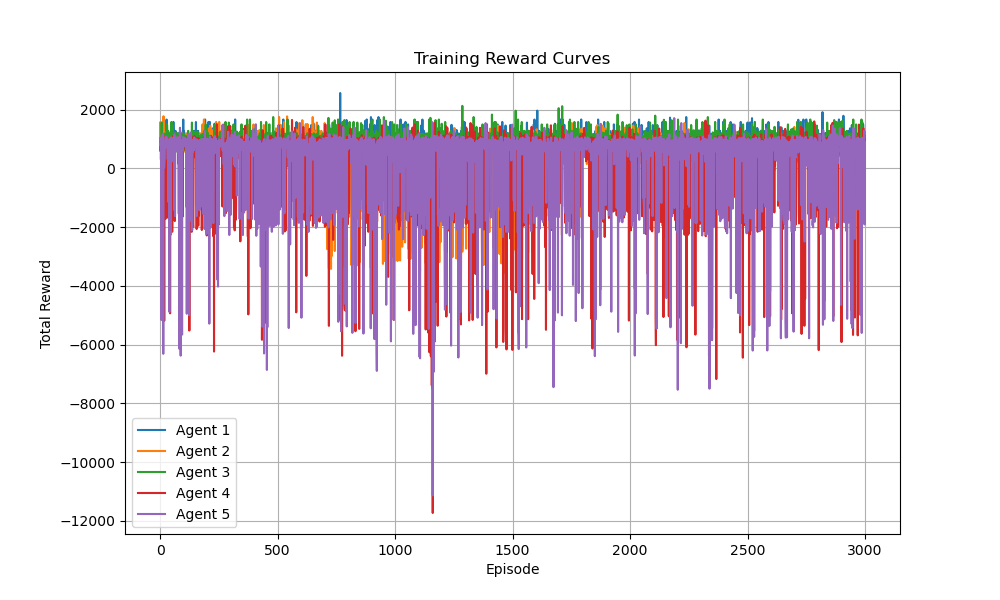 Training Reward Curves
2000
0
−2000
−4000
−6000
−8000
−10000
−12000
Total Reward
Agent 1
Agent 2
Agent 3
Agent 4
Agent 5
0 500 1000 1500 2000 2500 3000
Episode